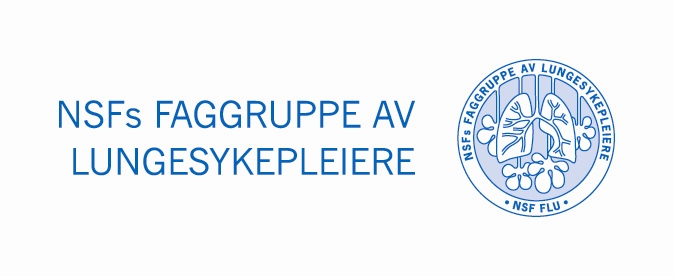 NSFs FAGGRUPPE AV
LUNGESYKEPLEIERE
NSFs FAGGRUPPE AV LUNGESYKEPLEIERE
• NSF FLU •